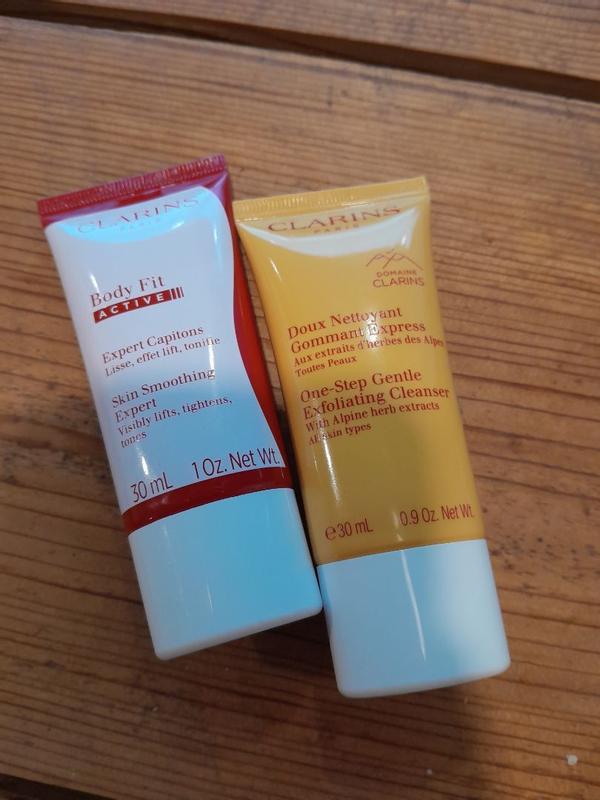 CLARINS
PARIS
Body Fit
ACTIVE
Expert Capitons
Lisse, effet lift, tonifie
Skin Smoothing
Expert
Visibly lifts, tightens,
tones
30 mL 1 Oz. Net Wt.
CLARINS
PARIS
DOMAINE
CLARINS
Doux Nettoyant
Gommant Express
Aux extraits d'herbes des Alpes
Toutes Peaux
One-Step Gentle
Exfoliating Cleanser
With Alpine herb extracts
All skin types
℮30 mL 0.9 Oz. Net Wt.